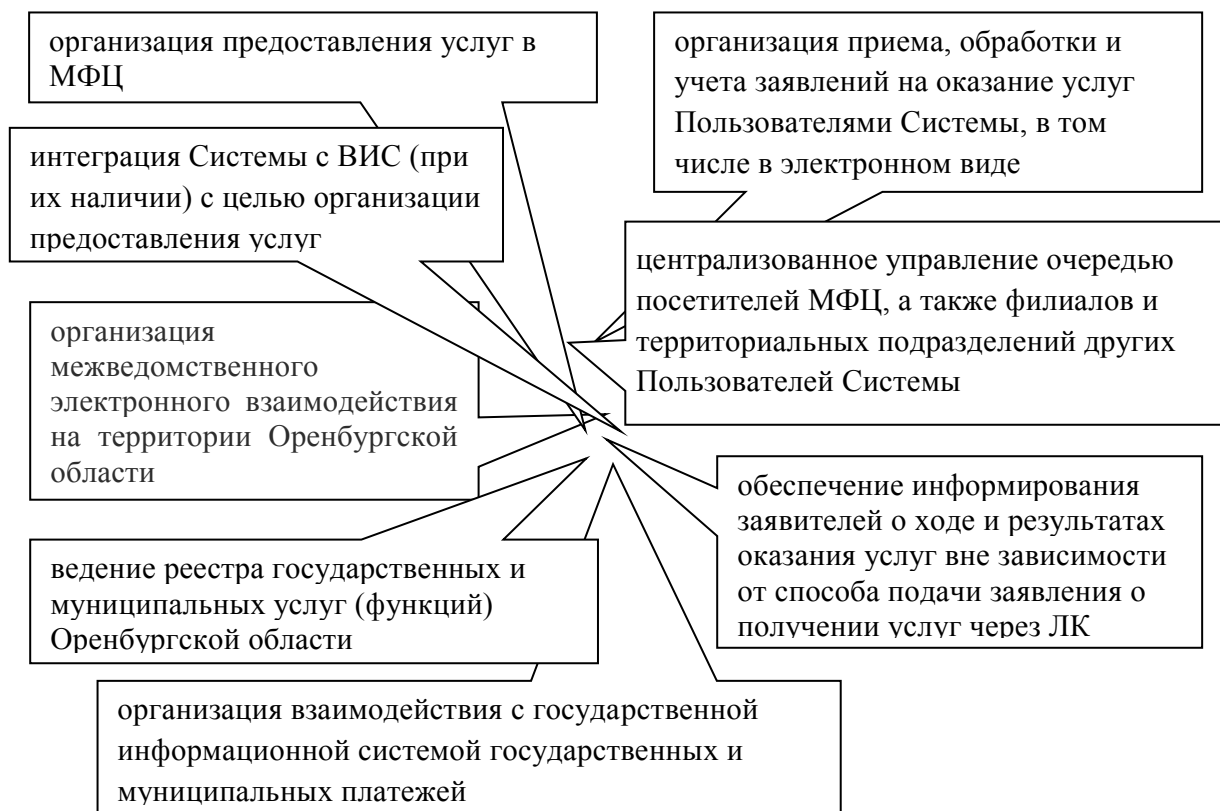 организация предоставления услуг в
МФЦ
организация приема, обработки и
учета заявлений на оказание услуг
Пользователями Системы, в том
числе в электронном виде
интеграция Системы с ВИС (при
их наличии) с целью организации
предоставления услуг
централизованное управление очередью
посетителей МФЦ, а также филиалов и
территориальных подразделений других
Пользователей Системы
организация
межведомственного
электронного взаимодействия
на территории Оренбургской
области
обеспечение информирования
заявителей о ходе и результатах
оказания услуг вне зависимости
от способа подачи заявления о
получении услуг через ЛК
ведение реестра государственных и
муниципальных услуг (функций)
Оренбургской области
организация взаимодействия с государственной
информационной системой государственных и
муниципальных платежей